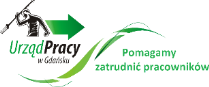 Urząd Pracy
w Gdańsku
Pomagamy
zatrudnić pracowników